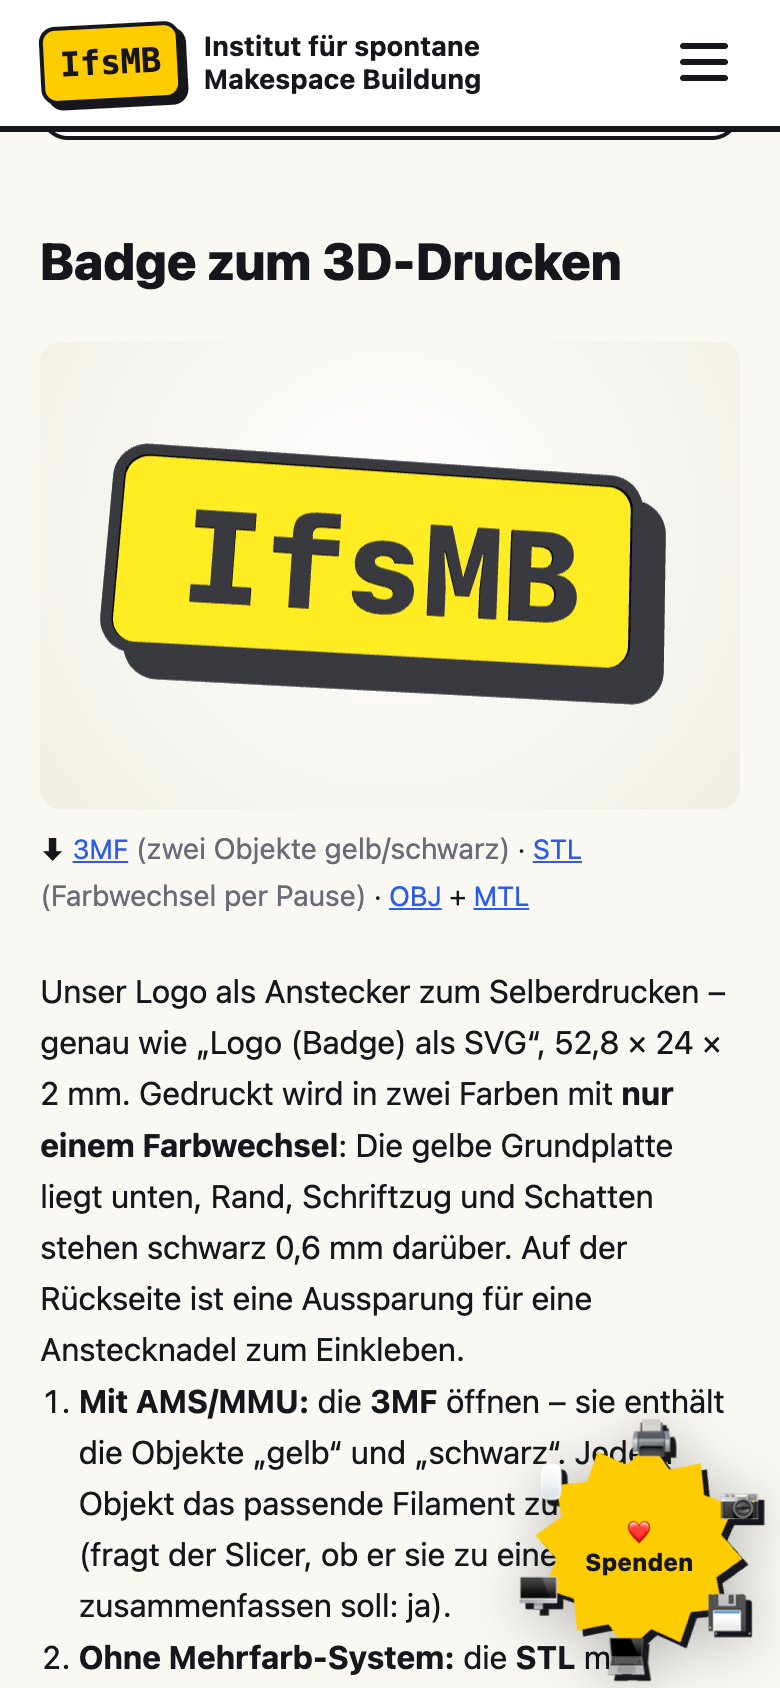 IfsMB
Institut für spontane
Makespace Buildung
Badge zum 3D-Drucken
IfsMB
⬇ 3MF (zwei Objekte gelb/schwarz) · STL
(Farbwechsel per Pause) · OBJ + MTL
Unser Logo als Anstecker zum Selberdrucken –
genau wie „Logo (Badge) als SVG“, 52,8 × 24 ×
2 mm. Gedruckt wird in zwei Farben mit nur
einem Farbwechsel: Die gelbe Grundplatte
liegt unten, Rand, Schriftzug und Schatten
stehen schwarz 0,6 mm darüber. Auf der
Rückseite ist eine Aussparung für eine
Anstecknadel zum Einkleben.
1. Mit AMS/MMU: die 3MF öffnen – sie enthält
die Objekte „gelb“ und „schwarz“.
Objekt das passende Filament
(fragt der Slicer, ob er sie zu
zusammenfassen soll: ja).
2. Ohne Mehrfarb-System: die STL
❤️
Spenden